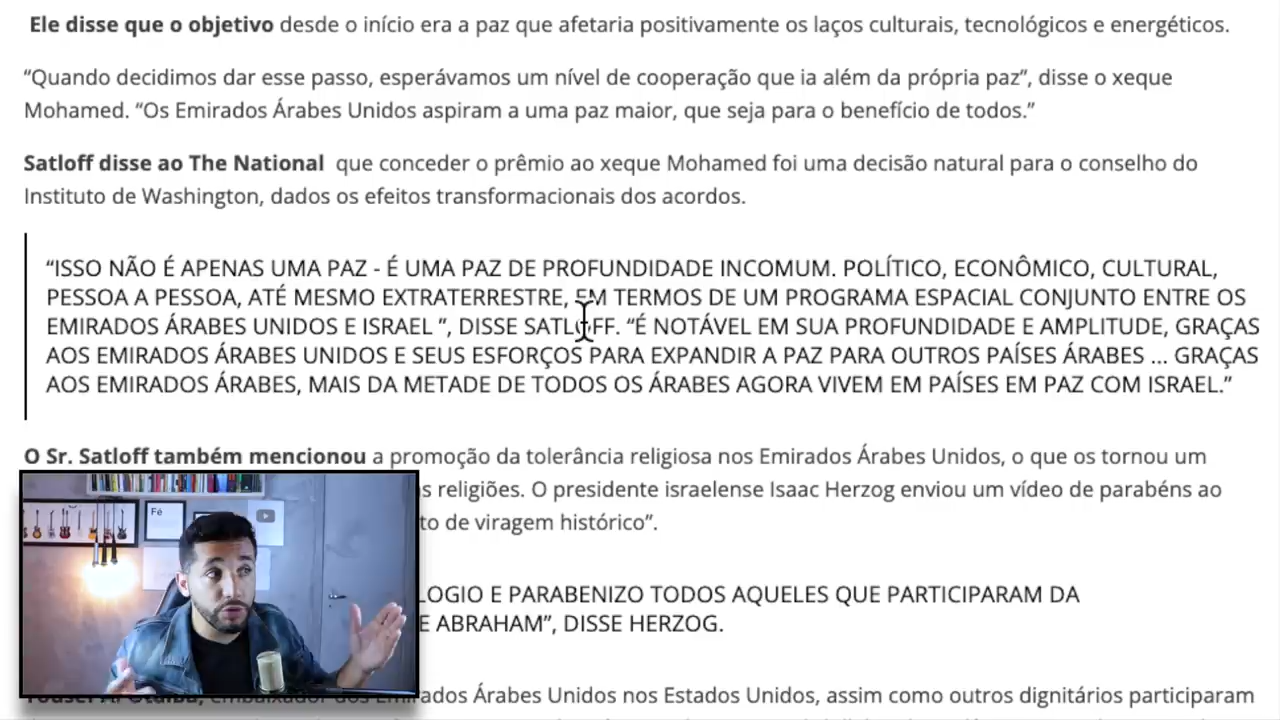 Ele disse que o objetivo desde o início era a paz que afetaria positivamente os laços culturais, tecnológicos e energéticos.
“Quando decidimos dar esse passo, esperávamos um nível de cooperação que ia além da própria paz”, disse o xeque
Mohamed. “Os Emirados Árabes Unidos aspiram a uma paz maior, que seja para o benefício de todos.”
Satloff disse ao The National que conceder o prêmio ao xeque Mohamed foi uma decisão natural para o conselho do
Instituto de Washington, dados os efeitos transformacionais dos acordos.
“ISSO NÃO É APENAS UMA PAZ - É UMA PAZ DE PROFUNDIDADE INCOMUM. POLÍTICO, ECONÔMICO, CULTURAL,
PESSOA A PESSOA, ATÉ MESMO EXTRATERRESTRE, EM TERMOS DE UM PROGRAMA ESPACIAL CONJUNTO ENTRE OS
EMIRADOS ÁRABES UNIDOS E ISRAEL ”, DISSE SATLOFF. “É NOTÁVEL EM SUA PROFUNDIDADE E AMPLITUDE, GRAÇAS
AOS EMIRADOS ÁRABES UNIDOS E SEUS ESFORÇOS PARA EXPANDIR A PAZ PARA OUTROS PAÍSES ÁRABES ... GRAÇAS
AOS EMIRADOS ÁRABES, MAIS DA METADE DE TODOS OS ÁRABES AGORA VIVEM EM PAÍSES EM PAZ COM ISRAEL.”
O Sr. Satloff também mencionou a promoção da tolerância religiosa nos Emirados Árabes Unidos, o que os tornou um
religiões. O presidente israelense Isaac Herzog enviou um vídeo de parabéns ao
de viragem histórico”.
E PARABENIZO TODOS AQUELES QUE PARTICIPARAM DA
ABRAHAM”, DISSE HERZOG.
Árabes Unidos nos Estados Unidos, assim como outros dignitários participaram
Fé